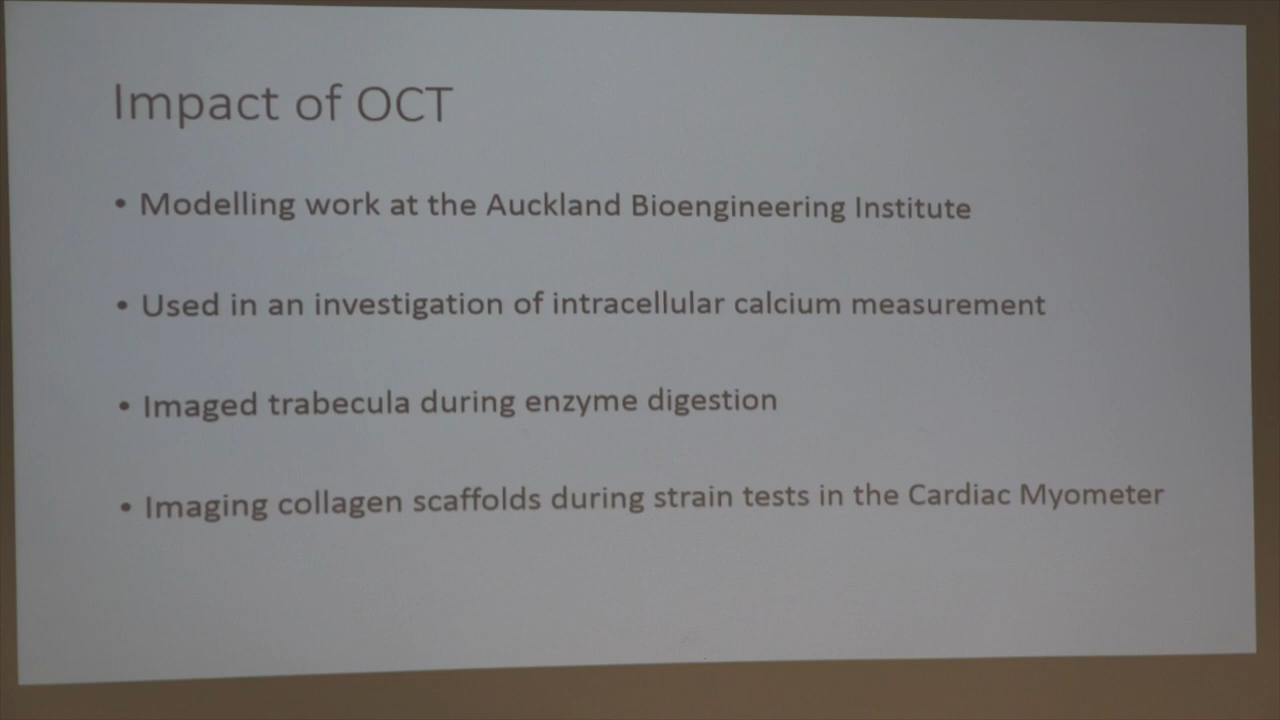 Impact of OCT
• Modelling work at the Auckland Bioengineering Institute
• Used in an investigation of intracellular calcium measurement
• Imaged trabecula during enzyme digestion
• Imaging collagen scaffolds during strain tests in the Cardiac Myometer